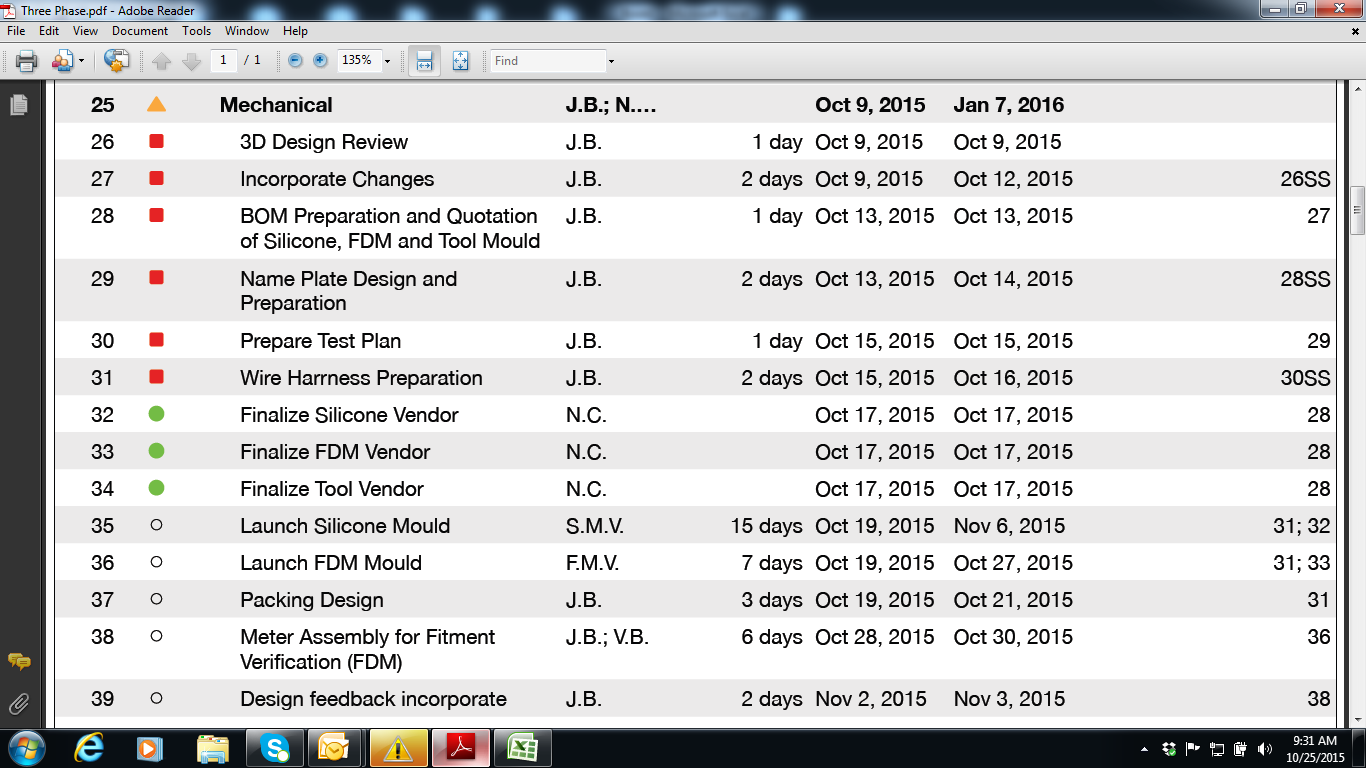 Three Phase.pdf - Adobe Reader
File Edit View Document Tools Window Help
1 / 1 135% Find
25 Mechanical J.B.; N.... Oct 9, 2015 Jan 7, 2016
26 3D Design Review J.B. 1 day Oct 9, 2015 Oct 9, 2015
27 Incorporate Changes J.B. 2 days Oct 9, 2015 Oct 12, 2015 26SS
28 BOM Preparation and Quotation J.B. 1 day Oct 13, 2015 Oct 13, 2015 27
of Silicone, FDM and Tool Mould
29 Name Plate Design and J.B. 2 days Oct 13, 2015 Oct 14, 2015 28SS
Preparation
30 Prepare Test Plan J.B. 1 day Oct 15, 2015 Oct 15, 2015 29
31 Wire Harrness Preparation J.B. 2 days Oct 15, 2015 Oct 16, 2015 30SS
32 Finalize Silicone Vendor N.C. Oct 17, 2015 Oct 17, 2015 28
33 Finalize FDM Vendor N.C. Oct 17, 2015 Oct 17, 2015 28
34 Finalize Tool Vendor N.C. Oct 17, 2015 Oct 17, 2015 28
35 Launch Silicone Mould S.M.V. 15 days Oct 19, 2015 Nov 6, 2015 31; 32
36 Launch FDM Mould F.M.V. 7 days Oct 19, 2015 Oct 27, 2015 31; 33
37 Packing Design J.B. 3 days Oct 19, 2015 Oct 21, 2015 31
38 Meter Assembly for Fitment J.B.; V.B. 6 days Oct 28, 2015 Oct 30, 2015 36
Verification (FDM)
39 Design feedback incorporate J.B. 2 days Nov 2, 2015 Nov 3, 2015 38
9:31 AM
10/25/2015